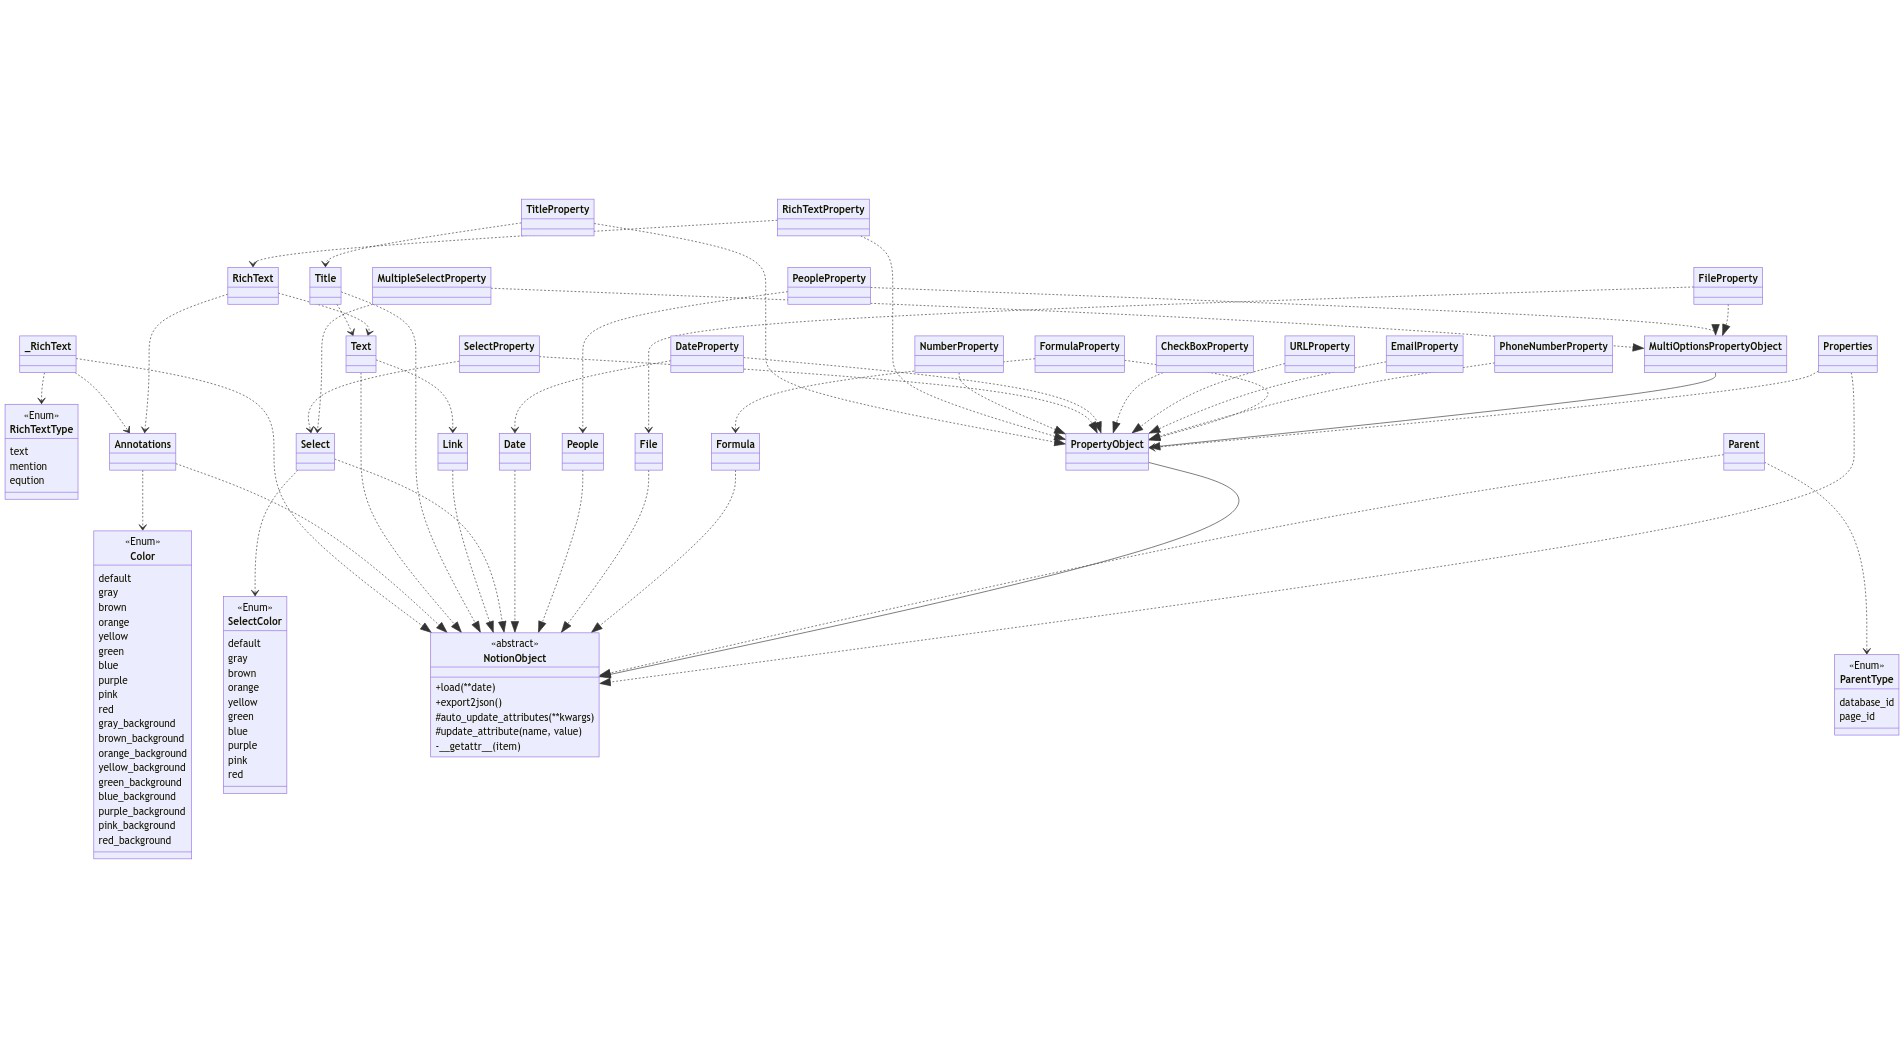 TitleProperty
RichTextProperty
RichText
Title
MultipleSelectProperty
PeopleProperty
FileProperty
_RichText
Text
SelectProperty
DateProperty
NumberProperty
FormulaProperty
CheckBoxProperty
URLProperty
EmailProperty
PhoneNumberProperty
MultiOptionsPropertyObject
Properties
«Enum»
RichTextType
text
mention
eqution
Annotations
Select
Link
Date
People
File
Formula
PropertyObject
Parent
«Enum»
Color
default
gray
brown
orange
yellow
green
blue
purple
pink
red
gray_background
brown_background
orange_background
yellow_background
green_background
blue_background
purple_background
pink_background
red_background
«Enum»
SelectColor
default
gray
brown
orange
yellow
green
blue
purple
pink
red
«abstract»
NotionObject
+load(**date)
+export2json()
#auto_update_attributes(**kwargs)
#update_attribute(name, value)
-__getattr__(item)
«Enum»
ParentType
database_id
page_id